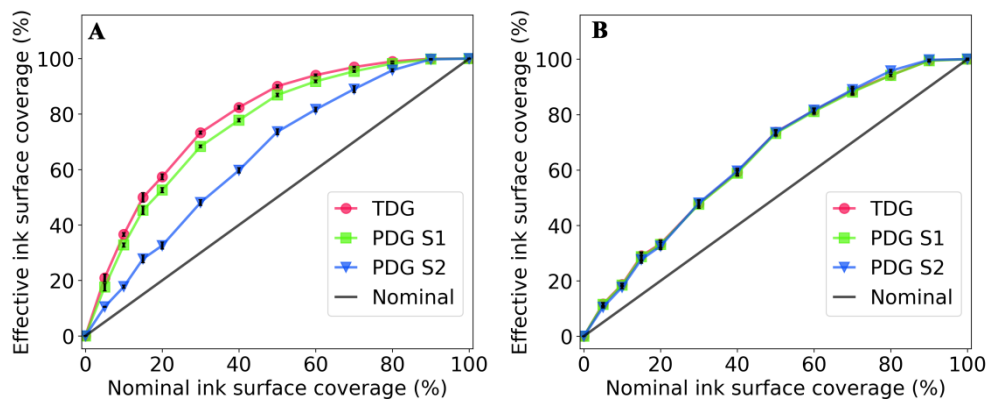 A
Effective ink surface coverage (%)
100
80
60
40
20
0
TDG
PDG S1
PDG S2
Nominal
0 20 40 60 80 100
Nominal ink surface coverage (%)
B
Effective ink surface coverage (%)
100
80
60
40
20
0
TDG
PDG S1
PDG S2
Nominal
0 20 40 60 80 100
Nominal ink surface coverage (%)